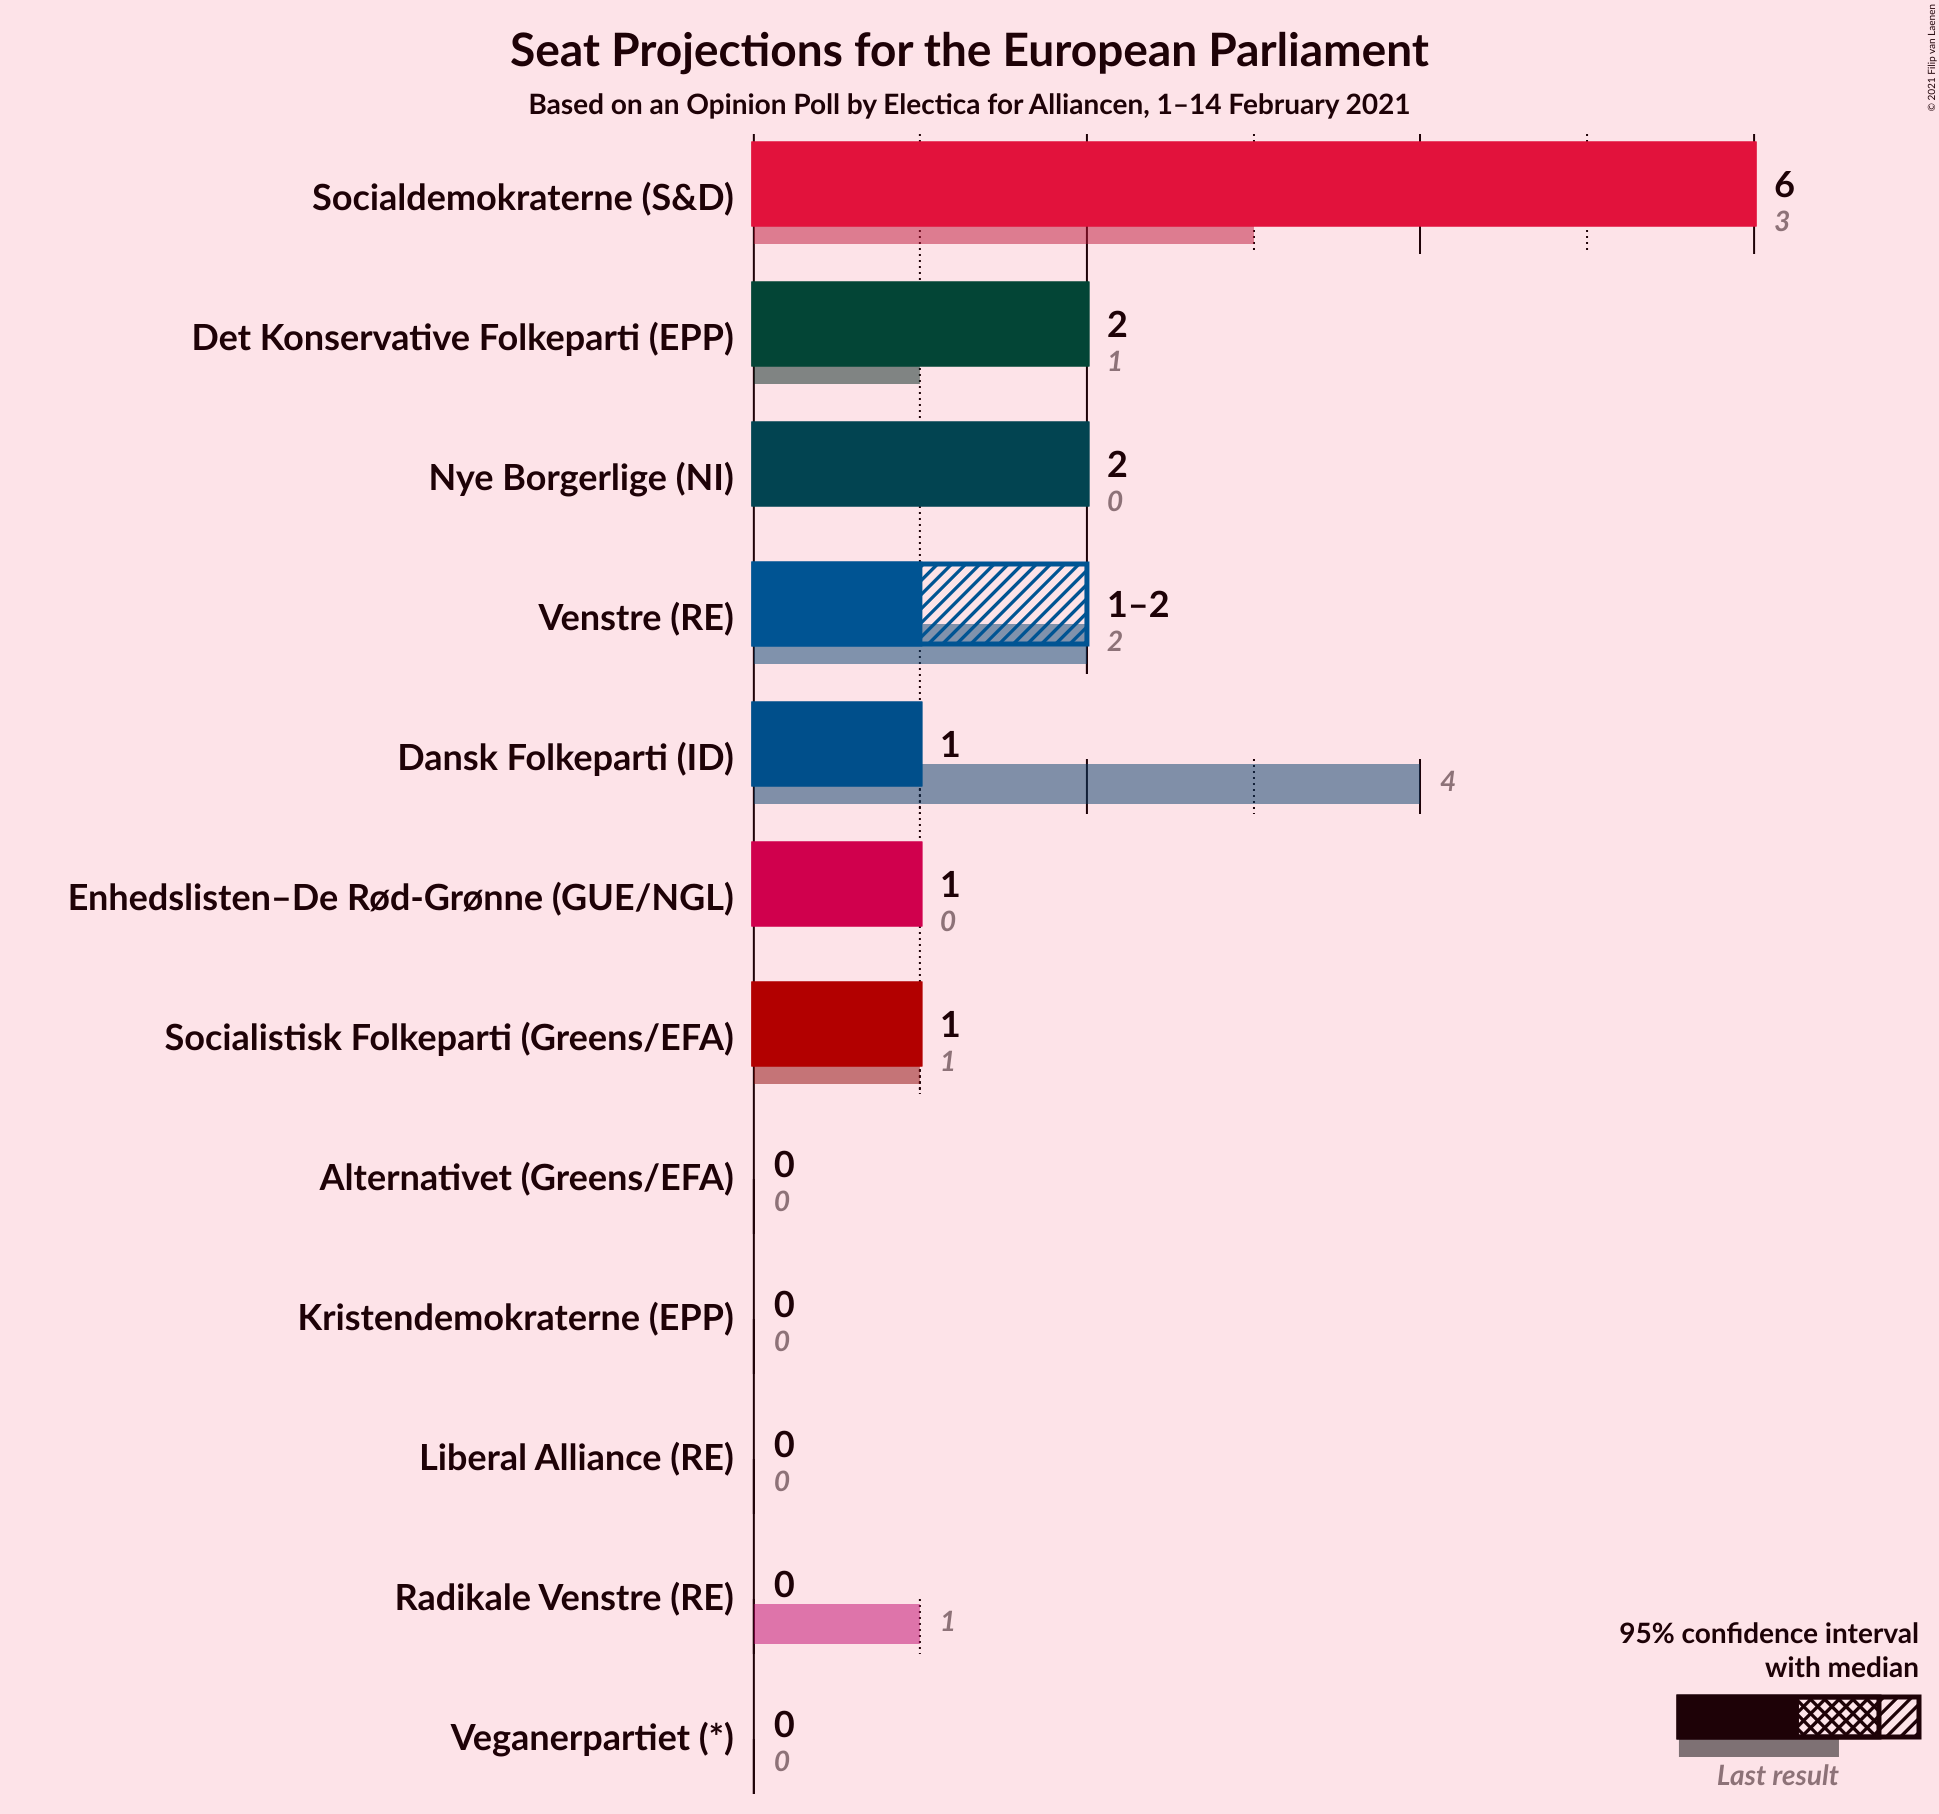 Seat Projections for the European Parliament
Based on an Opinion Poll by Electica for Alliancen, 1–14 February 2021
© 2021 Filip van Laenen
Socialdemokraterne (S&D)
6
3
Det Konservative Folkeparti (EPP)
2
1
Nye Borgerlige (NI)
2
0
Venstre (RE)
1–2
2
Dansk Folkeparti (ID)
1
4
Enhedslisten–De Rød-Grønne (GUE/NGL)
1
0
Socialistisk Folkeparti (Greens/EFA)
1
1
Alternativet (Greens/EFA)
0
0
Kristendemokraterne (EPP)
0
0
Liberal Alliance (RE)
0
0
Radikale Venstre (RE)
0
1
Veganerpartiet (*)
0
0
95% confidence interval
with median
Last result